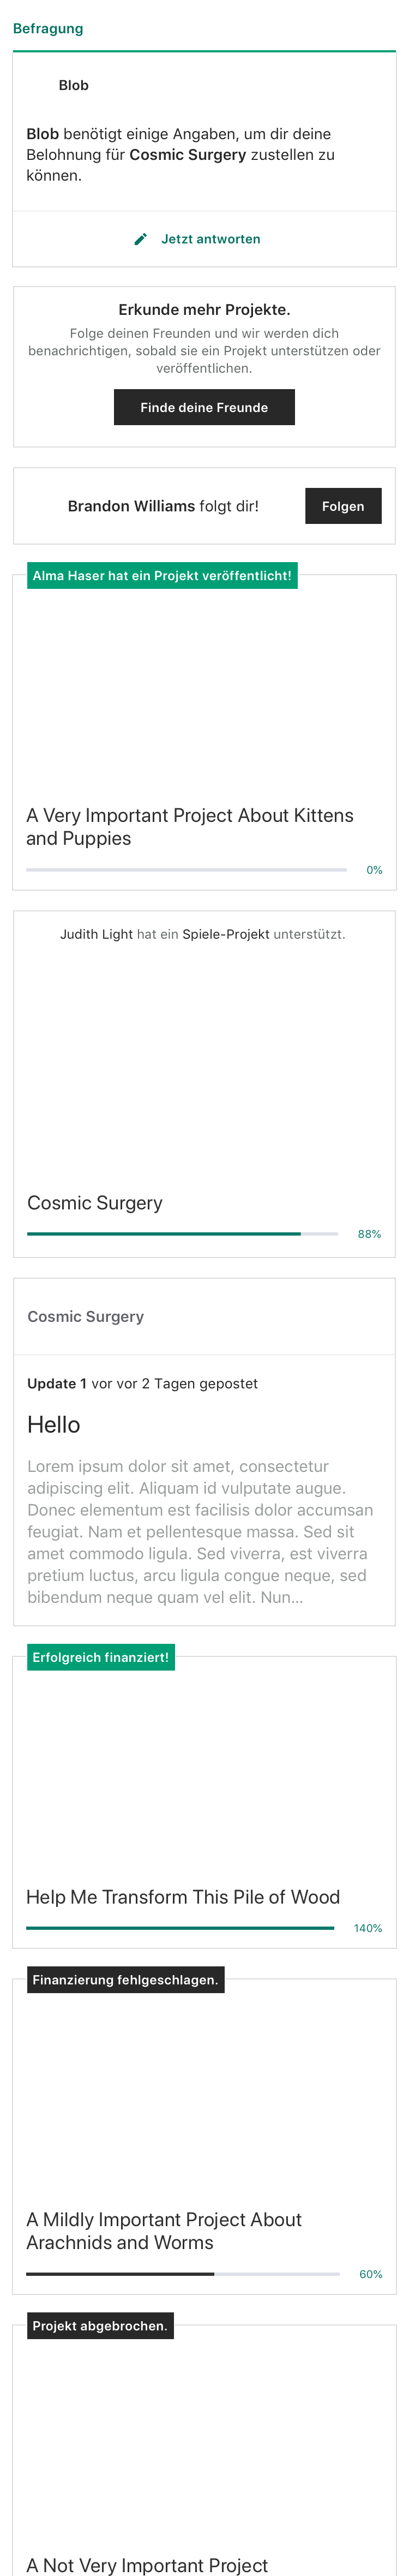 Befragung
Blob
Blob benötigt einige Angaben, um dir deine
Belohnung für Cosmic Surgery zustellen zu
können.
Jetzt antworten
Erkunde mehr Projekte.
Folge deinen Freunden und wir werden dich
benachrichtigen, sobald sie ein Projekt unterstützen oder
veröffentlichen.
Finde deine Freunde
Brandon Williams folgt dir!
Folgen
Alma Haser hat ein Projekt veröffentlicht!
A Very Important Project About Kittens
and Puppies
0%
Judith Light hat ein Spiele-Projekt unterstützt.
Cosmic Surgery
88%
Cosmic Surgery
Update 1 vor vor 2 Tagen gepostet
Hello
Lorem ipsum dolor sit amet, consectetur
adipiscing elit. Aliquam id vulputate augue.
Donec elementum est facilisis dolor accumsan
feugiat. Nam et pellentesque massa. Sed sit
amet commodo ligula. Sed viverra, est viverra
pretium luctus, arcu ligula congue neque, sed
bibendum neque quam vel elit. Nun...
Erfolgreich finanziert!
Help Me Transform This Pile of Wood
140%
Finanzierung fehlgeschlagen.
A Mildly Important Project About
Arachnids and Worms
60%
Projekt abgebrochen.
A Not Very Important Project